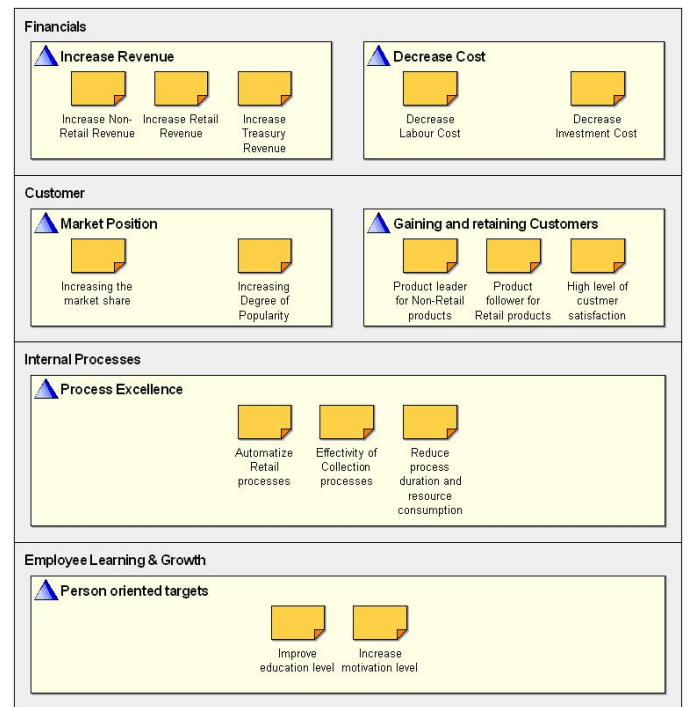 Financials
Increase Revenue
Increase Non-
Retail Revenue
Increase Retail
Revenue
Increase
Treasury
Revenue
Decrease Cost
Decrease
Labour Cost
Decrease
Investment Cost
Customer
Market Position
Increasing the
market share
Increasing
Degree of
Popularity
Gaining and retaining Customers
Product leader
for Non-Retail
products
Product
follower for
Retail products
High level of
custmer
satisfaction
Internal Processes
Process Excellence
Automatize
Retail
processes
Effectivity of
Collection
processes
Reduce
process
duration and
resource
consumption
Employee Learning & Growth
Person oriented targets
Improve
education level
Increase
motivation level